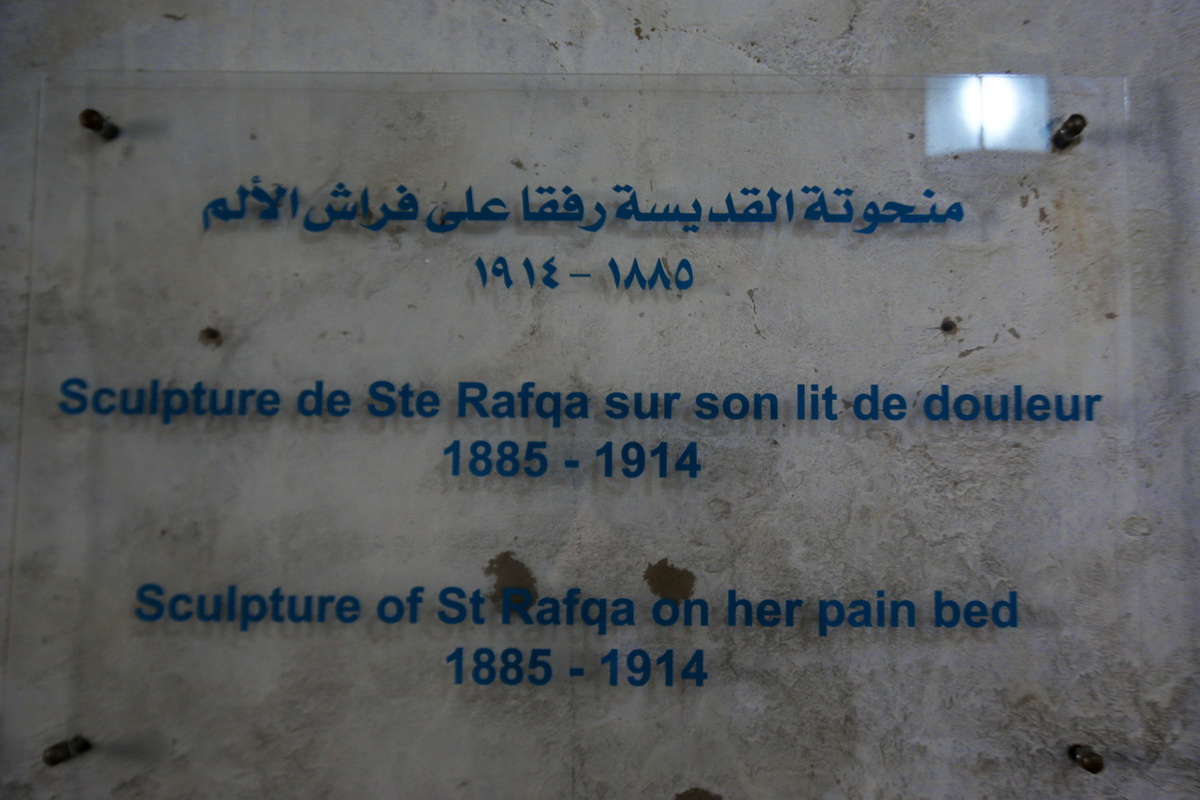 منحوتة القديسة رفقا على فراش الألم
١٨٨٥ – ١٩١٤
Sculpture de Ste Rafqa sur son lit de douleur
1885 - 1914
Sculpture of St Rafqa on her pain bed
1885 - 1914